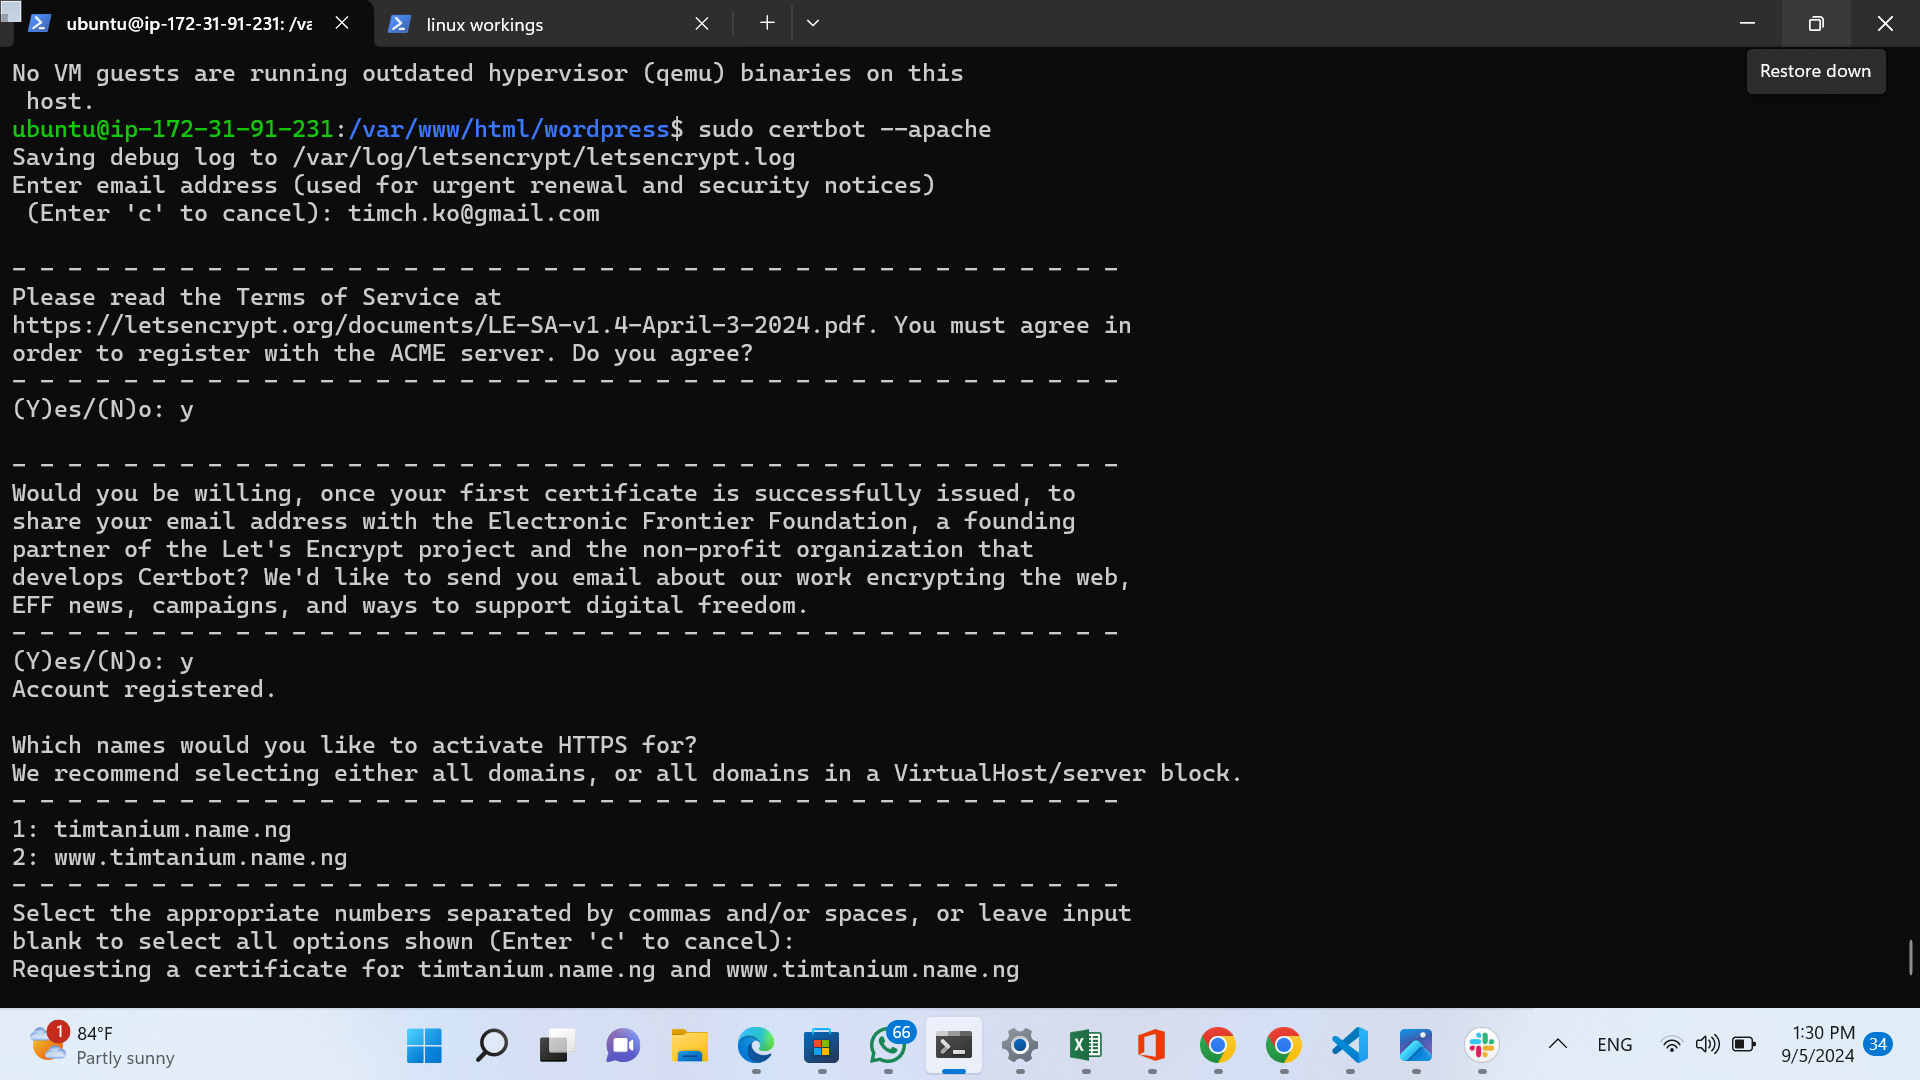 ubuntu@ip-172-31-91-231: /va
linux workings
Restore down
No VM guests are running outdated hypervisor (qemu) binaries on this
 host.
ubuntu@ip-172-31-91-231:/var/www/html/wordpress$ sudo certbot --apache
Saving debug log to /var/log/letsencrypt/letsencrypt.log
Enter email address (used for urgent renewal and security notices)
 (Enter 'c' to cancel): timch.ko@gmail.com
- - - - - - - - - - - - - - - - - - - - - - - - - - - - - - - - - - - - - - - -
Please read the Terms of Service at
https://letsencrypt.org/documents/LE-SA-v1.4-April-3-2024.pdf. You must agree in
order to register with the ACME server. Do you agree?
- - - - - - - - - - - - - - - - - - - - - - - - - - - - - - - - - - - - - - - -
(Y)es/(N)o: y
- - - - - - - - - - - - - - - - - - - - - - - - - - - - - - - - - - - - - - - -
Would you be willing, once your first certificate is successfully issued, to
share your email address with the Electronic Frontier Foundation, a founding
partner of the Let's Encrypt project and the non-profit organization that
develops Certbot? We'd like to send you email about our work encrypting the web,
EFF news, campaigns, and ways to support digital freedom.
- - - - - - - - - - - - - - - - - - - - - - - - - - - - - - - - - - - - - - - -
(Y)es/(N)o: y
Account registered.
Which names would you like to activate HTTPS for?
We recommend selecting either all domains, or all domains in a VirtualHost/server block.
- - - - - - - - - - - - - - - - - - - - - - - - - - - - - - - - - - - - - - - -
1: timtanium.name.ng
2: www.timtanium.name.ng
- - - - - - - - - - - - - - - - - - - - - - - - - - - - - - - - - - - - - - - -
Select the appropriate numbers separated by commas and/or spaces, or leave input
blank to select all options shown (Enter 'c' to cancel):
Requesting a certificate for timtanium.name.ng and www.timtanium.name.ng
1
84°F
Partly sunny
66
ENG
1:30 PM
9/5/2024
34